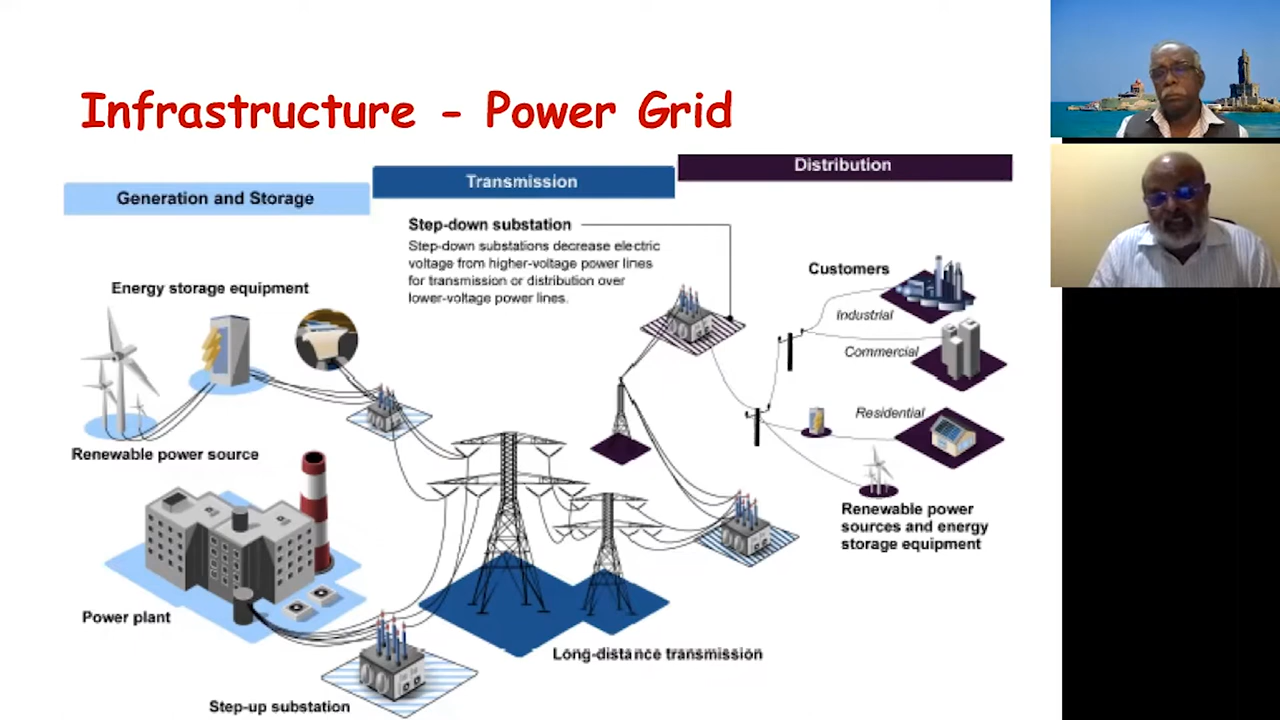 Infrastructure - Power Grid
Generation and Storage
Transmission
Distribution
Step-down substation
Step-down substations decrease electric
voltage from higher-voltage power lines
for transmission or distribution over
lower-voltage power lines.
Energy storage equipment
Renewable power source
Power plant
Step-up substation
Long-distance transmission
Customers
Industrial
Commercial
Residential
Renewable power
sources and energy
storage equipment